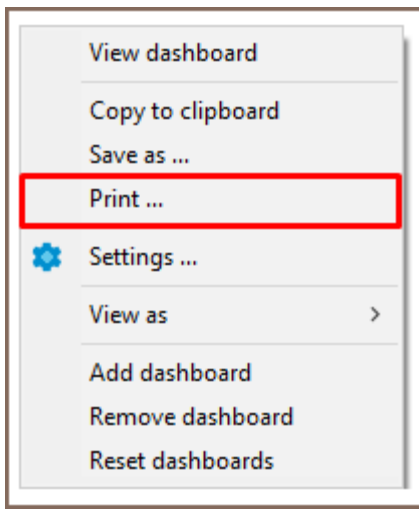 View dashboard
Copy to clipboard
Save as ...
Print ...
Settings ...
View as
Add dashboard
Remove dashboard
Reset dashboards